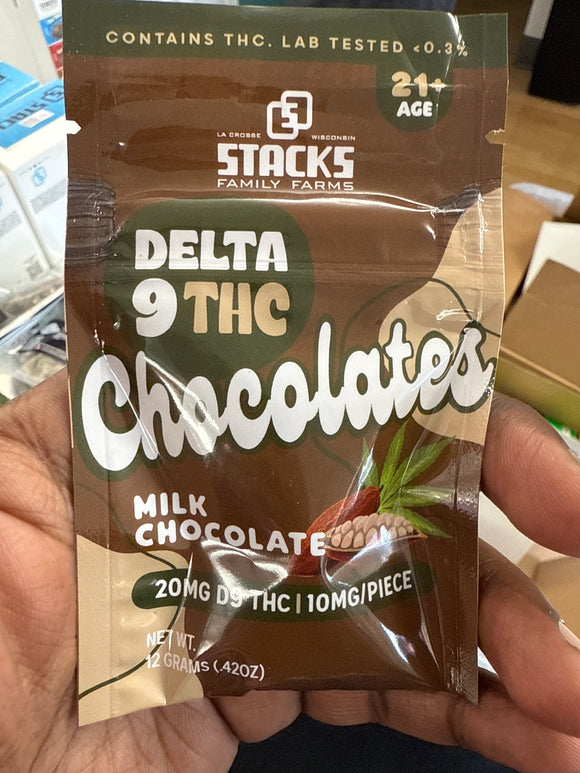 CONTAINS THC. LAB TESTED <0.3%
21+
AGE
LA CROSSE WISCONSIN
STACKS
FAMILY FARMS
DELTA
9 THC
Chocolates
MILK
CHOCOLATE
20MG D9 THC | 10MG/PIECE
NET WT.
12 GRAMS (.42OZ)